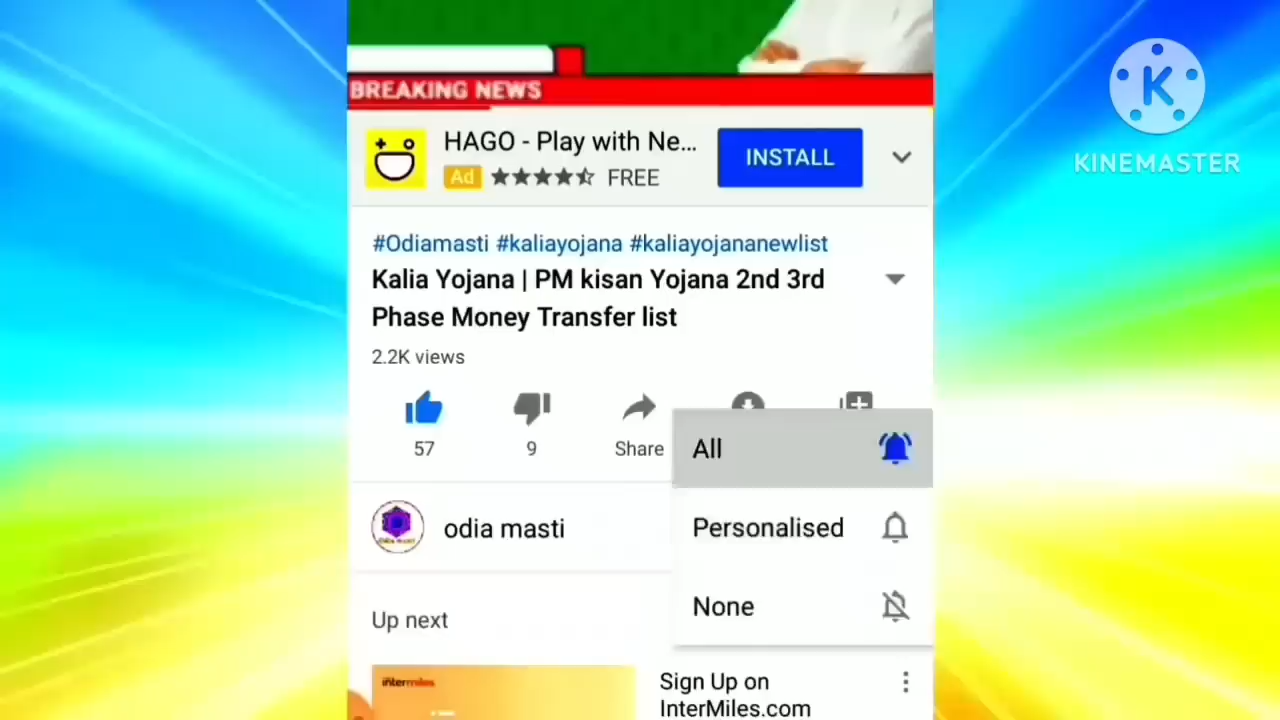 BREAKING NEWS
HAGO - Play with Ne...
INSTALL
Ad
FREE
KINEMASTER
#Odiamasti #kaliayojana #kaliayojananewlist
Kalia Yojana | PM kisan Yojana 2nd 3rd
Phase Money Transfer list
2.2K views
57
9
Share
All
odia masti
Personalised
None
Up next
intermiles
Sign Up on
InterMiles.com